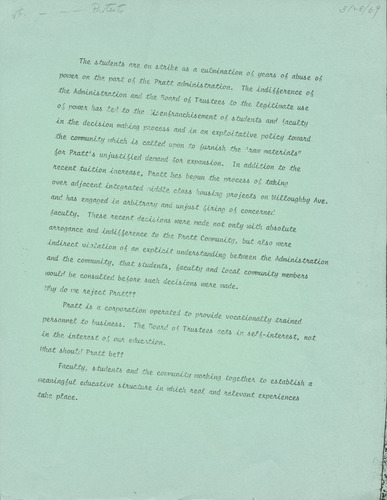 3/28/69
The students are on strike as a culmination of years of abuse of
power on the part of the Pratt administration. The indifference of
the Administration and the Board of Trustees to the legitimate use
of power has led to the disenfranchisement of students and faculty
in the decision making process and in an exploitative policy toward
the community which is called upon to furnish the "raw materials"
for Pratt's unjustified demand for expansion. In addition to the
recent tuition increase, Pratt has begun the process of taking
over adjacent integrated middle class housing projects on Willoughby Ave.
and has engaged in arbitrary and unjust firing of concerned
faculty. These recent decisions were made not only with absolute
arrogance and indifference to the Pratt Community, but also were
indirect violation of an explicit understanding between the Administration
and the community, that students, faculty and local community members
would be consulted before such decisions were made.
Why do we reject Pratt??
Pratt is a corporation operated to provide vocationally trained
personnel to business. The Board of Trustees acts in self-interest, not
in the interest of our education.
What should Pratt be??
Faculty, students and the community working together to establish a
meaningful educative structure in which real and relevant experiences
take place.